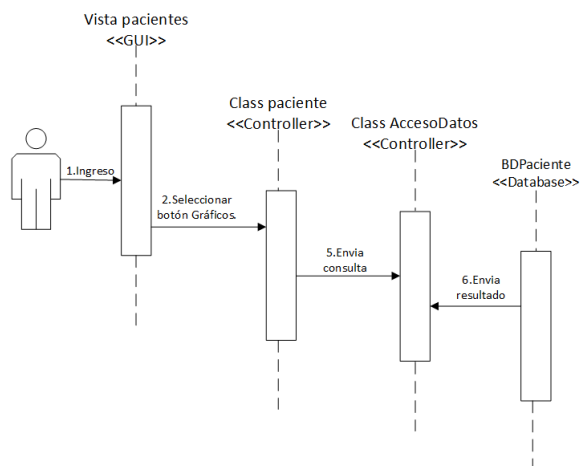 Vista pacientes
<<GUI>>
Class paciente
<<Controller>>
Class AccesoDatos
<<Controller>>
BDPaciente
<<Database>>
1.Ingreso
2.Seleccionar
botón Gráficos.
5.Envia
consulta
6.Envia
resultado